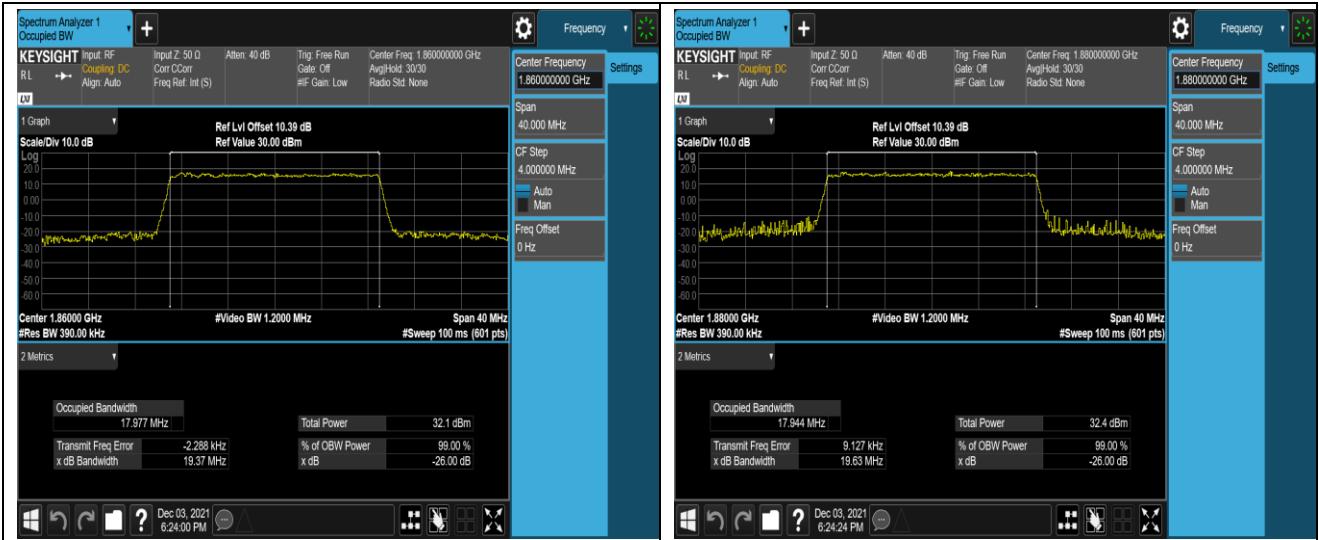 Spectrum Analyzer 1
Occupied BW
Frequency
KEYSIGHT
RL
LXI
Input: RF
Coupling: DC
Align: Auto
Input Z: 50 Ω
Corr CCorr
Freq Ref: Int (S)
Atten: 40 dB
Trig: Free Run
Gate: Off
#IF Gain: Low
Center Freq: 1.860000000 GHz
Avg|Hold: 30/30
Radio Std: None
Center Frequency
1.860000000 GHz
Settings
Span
40.000 MHz
CF Step
4.000000 MHz
Auto
Man
Freq Offset
0 Hz
1 Graph
Ref Lvl Offset 10.39 dB
Scale/Div 10.0 dB
Ref Value 30.00 dBm
Log
20.0
10.0
0.00
-10.0
-20.0
-30.0
-40.0
-50.0
-60.0
Center 1.86000 GHz
#Video BW 1.2000 MHz
Span 40 MHz
#Res BW 390.00 kHz
#Sweep 100 ms (601 pts)
2 Metrics
Occupied Bandwidth
17.977 MHz
Total Power 32.1 dBm
Transmit Freq Error -2.288 kHz
% of OBW Power 99.00 %
x dB Bandwidth 19.37 MHz
x dB -26.00 dB
?
Dec 03, 2021
6:24:00 PM
Spectrum Analyzer 1
Occupied BW
Frequency
KEYSIGHT
RL
LXI
Input: RF
Coupling: DC
Align: Auto
Input Z: 50 Ω
Corr CCorr
Freq Ref: Int (S)
Atten: 40 dB
Trig: Free Run
Gate: Off
#IF Gain: Low
Center Freq: 1.880000000 GHz
Avg|Hold: 30/30
Radio Std: None
Center Frequency
1.880000000 GHz
Settings
Span
40.000 MHz
CF Step
4.000000 MHz
Auto
Man
Freq Offset
0 Hz
1 Graph
Ref Lvl Offset 10.39 dB
Scale/Div 10.0 dB
Ref Value 30.00 dBm
Log
20.0
10.0
0.00
-10.0
-20.0
-30.0
-40.0
-50.0
-60.0
Center 1.88000 GHz
#Video BW 1.2000 MHz
Span 40 MHz
#Res BW 390.00 kHz
#Sweep 100 ms (601 pts)
2 Metrics
Occupied Bandwidth
17.944 MHz
Total Power 32.4 dBm
Transmit Freq Error 9.127 kHz
% of OBW Power 99.00 %
x dB Bandwidth 19.63 MHz
x dB -26.00 dB
?
Dec 03, 2021
6:24:24 PM